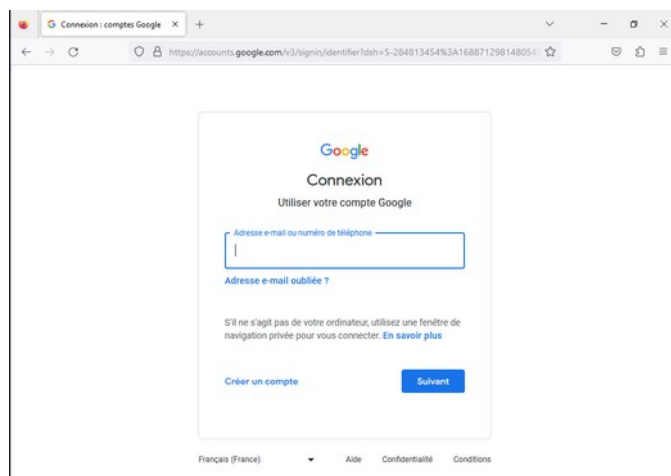 Connexion : comptes Google
https://accounts.google.com/v3/signin/identifier?dsh=S-284813454%3A16887129814805
Google
Connexion
Utiliser votre compte Google
Adresse e-mail ou numéro de téléphone
Adresse e-mail oubliée ?
S'il ne s'agit pas de votre ordinateur, utilisez une fenêtre de
navigation privée pour vous connecter. En savoir plus
Créer un compte
Suivant
Français (France)
Aide
Confidentialité
Conditions